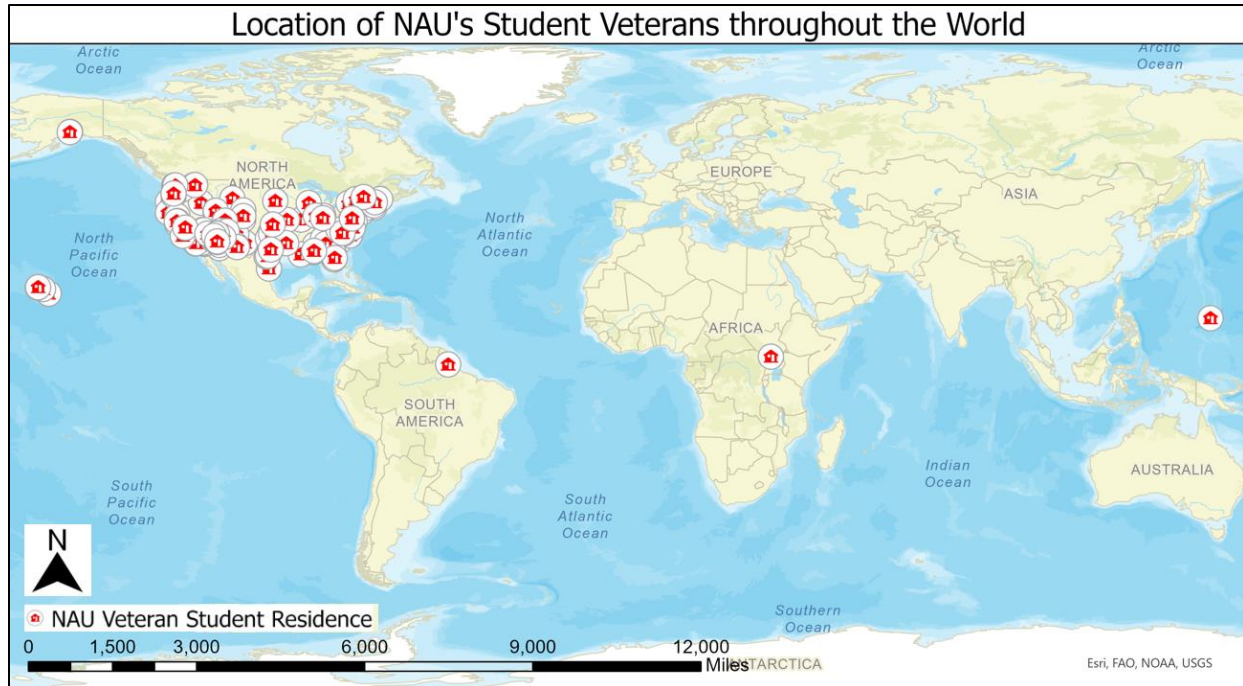 Location of NAU's Student Veterans throughout the World
Arctic
Ocean
Arctic
Ocean
NORTH
AMERICA
EUROPE
ASIA
North
Pacific
Ocean
North
Atlantic
Ocean
AFRICA
SOUTH
AMERICA
AUSTRALIA
Indian
Ocean
South
Pacific
Ocean
South
Atlantic
Ocean
N
Southern
Ocean
NAU Veteran Student Residence
0 1,500 3,000 6,000 9,000 12,000
Miles
ANTARCTICA
Esri, FAO, NOAA, USGS